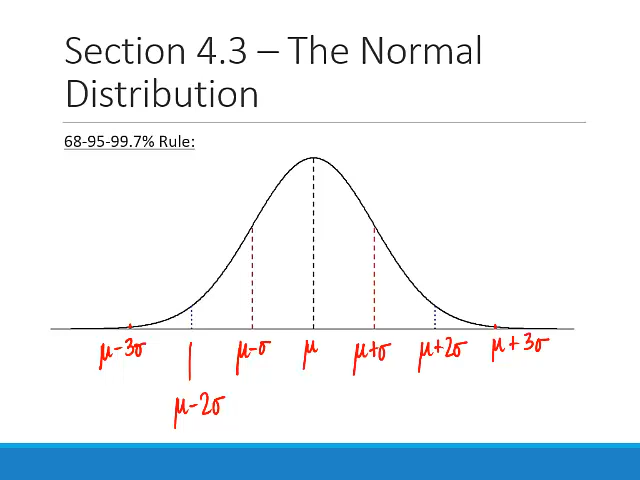 Section 4.3 – The Normal
Distribution
68-95-99.7% Rule:
μ-3σ μ-σ μ μ+σ μ+2σ μ+3σ
μ-2σ